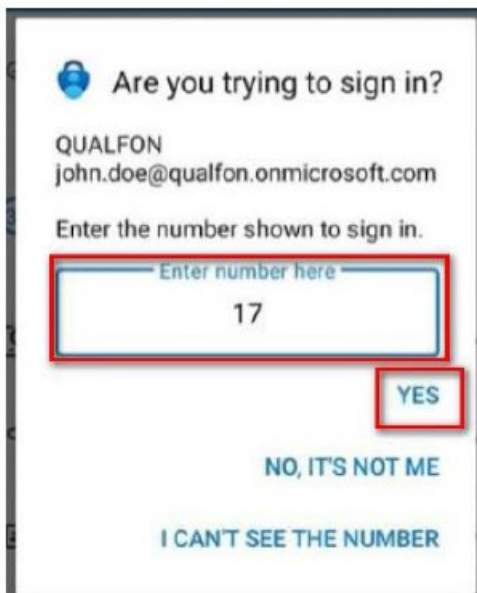 Are you trying to sign in?
QUALFON
john.doe@qualfon.onmicrosoft.com
Enter the number shown to sign in.
Enter number here
17
YES
NO, IT'S NOT ME
I CAN'T SEE THE NUMBER